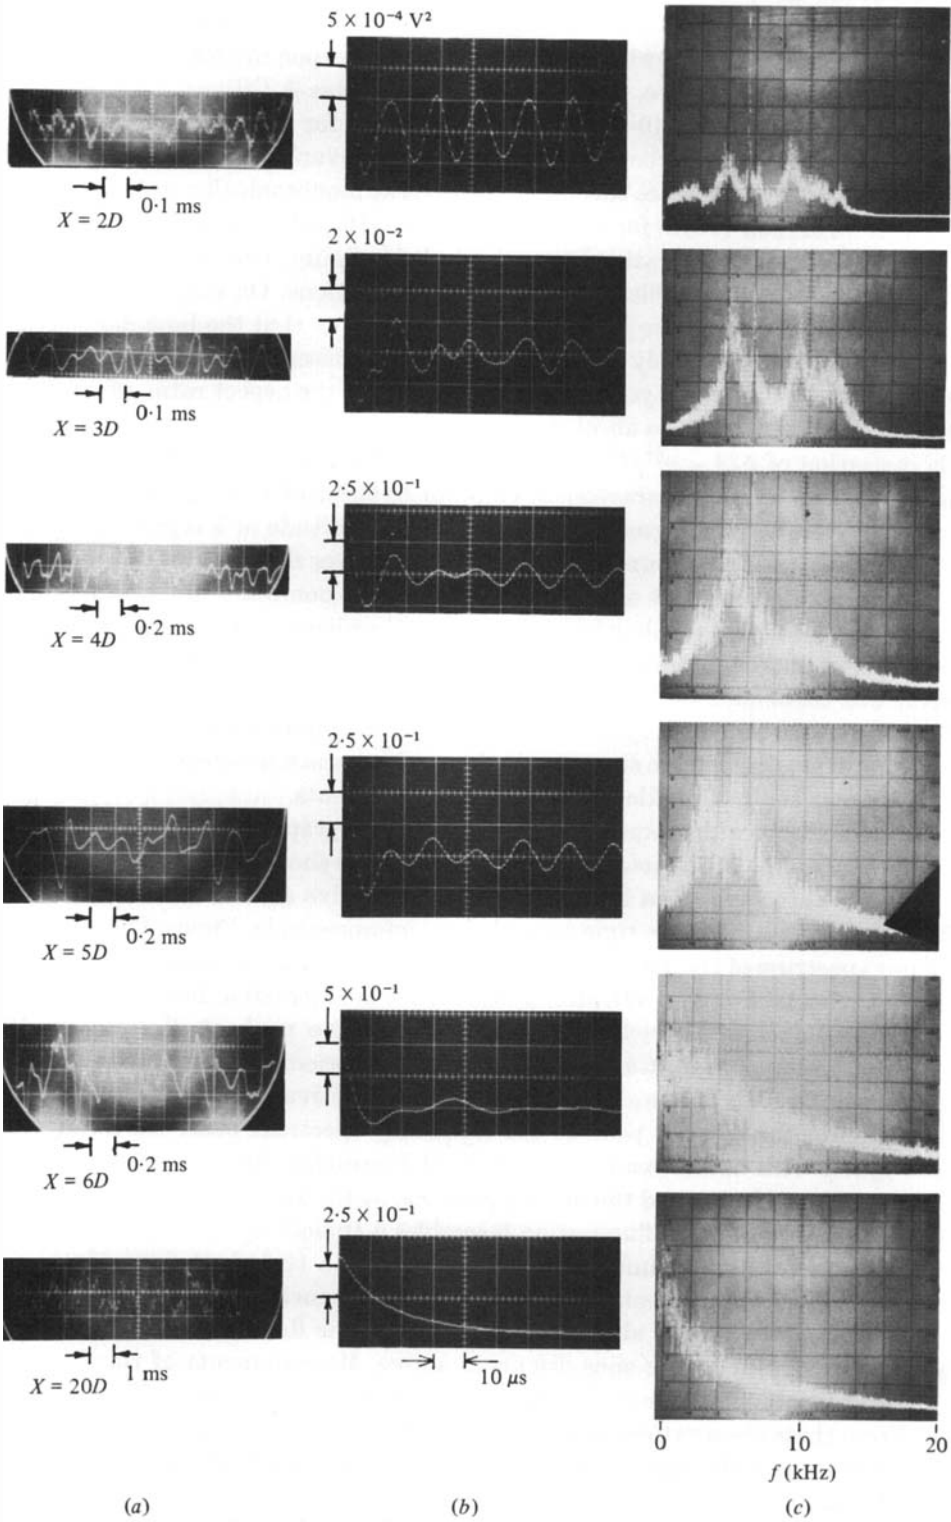 5 × 10⁻⁴ V²
0·1 ms
X = 2D
2 × 10⁻²
0·1 ms
X = 3D
2·5 × 10⁻¹
0·2 ms
X = 4D
2·5 × 10⁻¹
0·2 ms
X = 5D
5 × 10⁻¹
0·2 ms
X = 6D
2·5 × 10⁻¹
1 ms
X = 20D
10 μs
0 10 20
f (kHz)
(a) (b) (c)